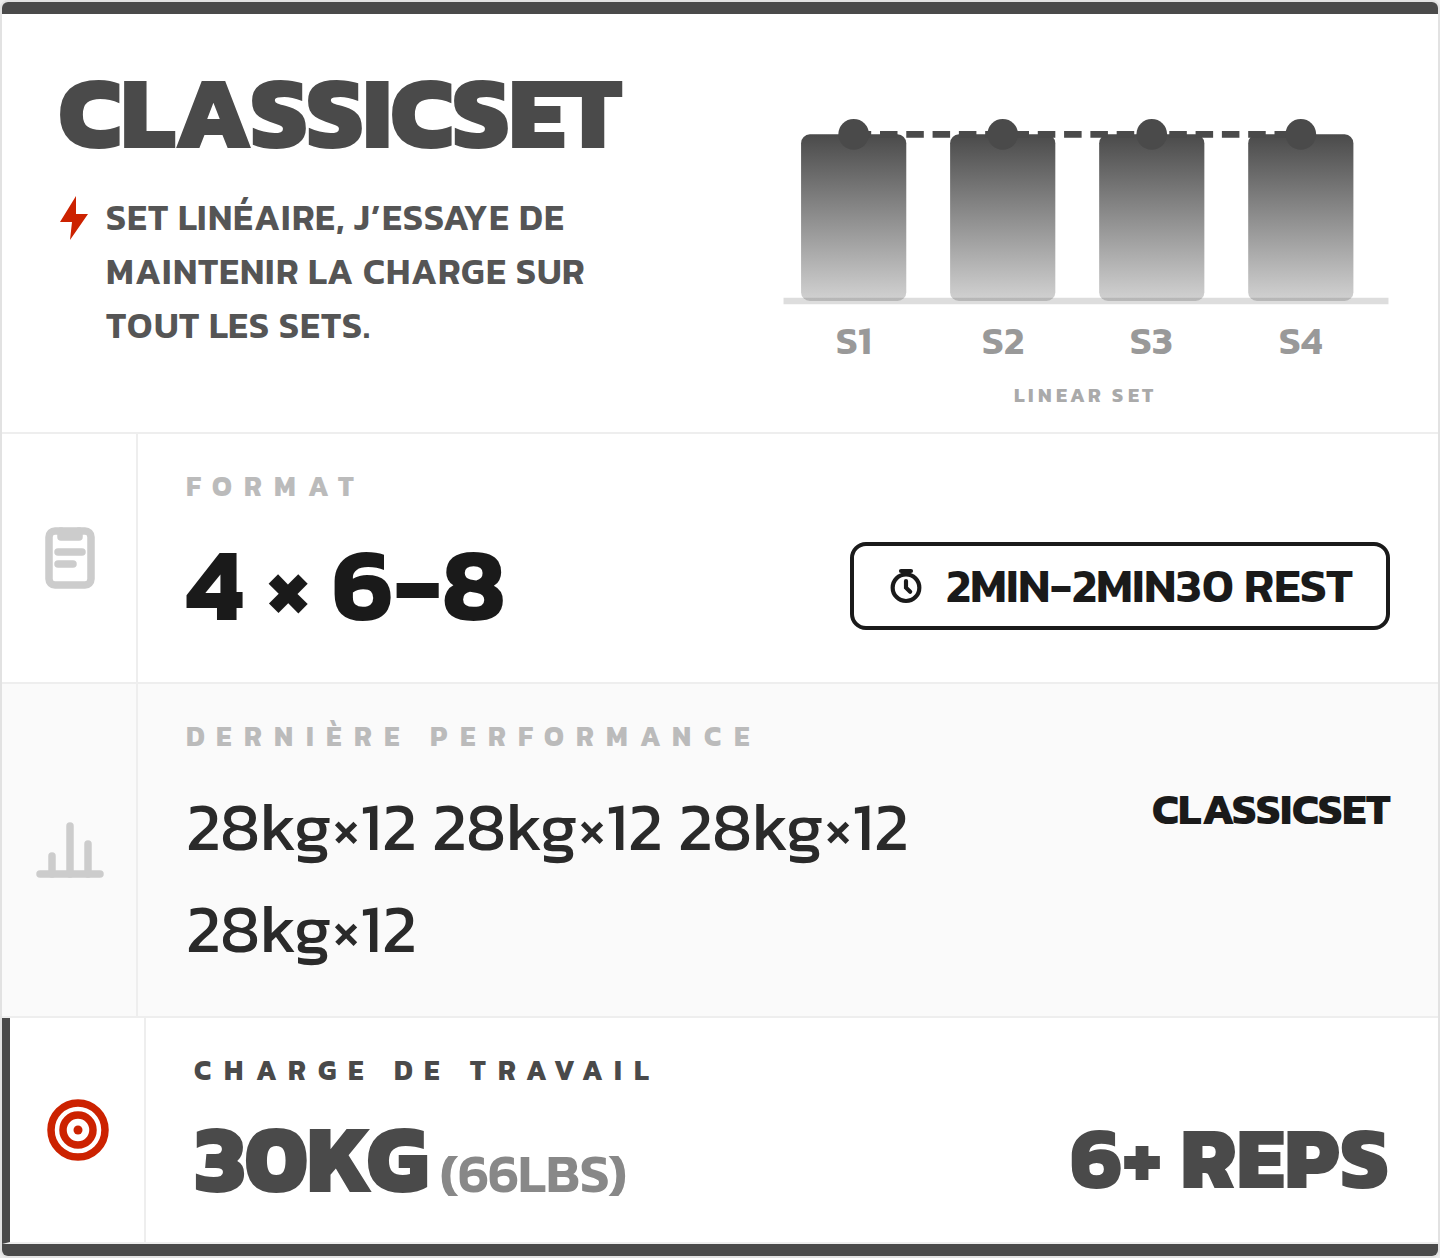 CLASSICSET
SET LINÉAIRE, J’ESSAYE DE
MAINTENIR LA CHARGE SUR
TOUT LES SETS.
S1 S2 S3 S4
LINEAR SET
FORMAT
4 × 6–8
2MIN–2MIN30 REST
DERNIÈRE PERFORMANCE
28kg×12 28kg×12 28kg×12
28kg×12
CLASSICSET
CHARGE DE TRAVAIL
30KG (66LBS)
6+ REPS